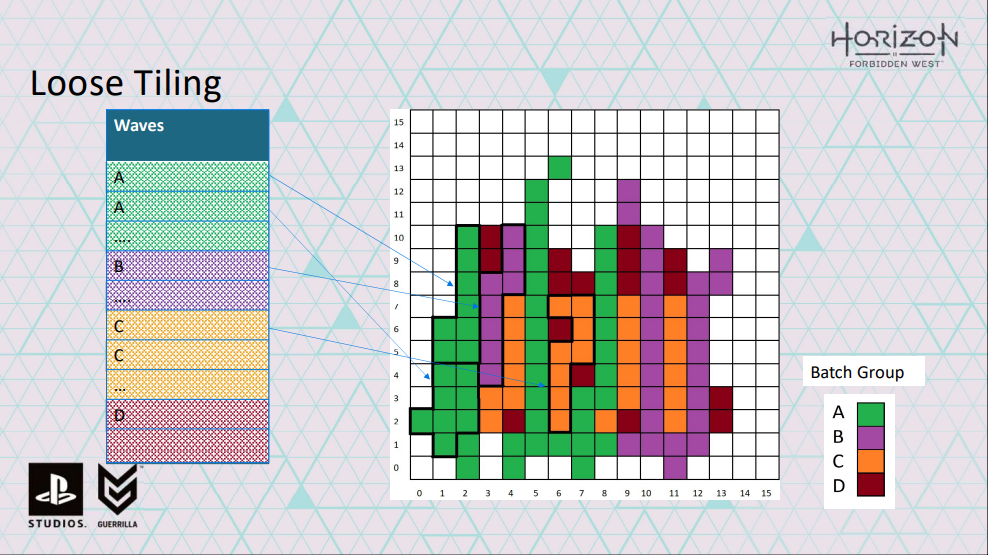 HORIZON
FORBIDDEN WEST™
Loose Tiling
Waves
A
A
....
B
....
C
C
...
D
15
14
13
12
11
10
9
8
7
6
5
4
3
2
1
0
0 1 2 3 4 5 6 7 8 9 10 11 12 13 14 15
Batch Group
A
B
C
D
STUDIOS.
GUERRILLA
™